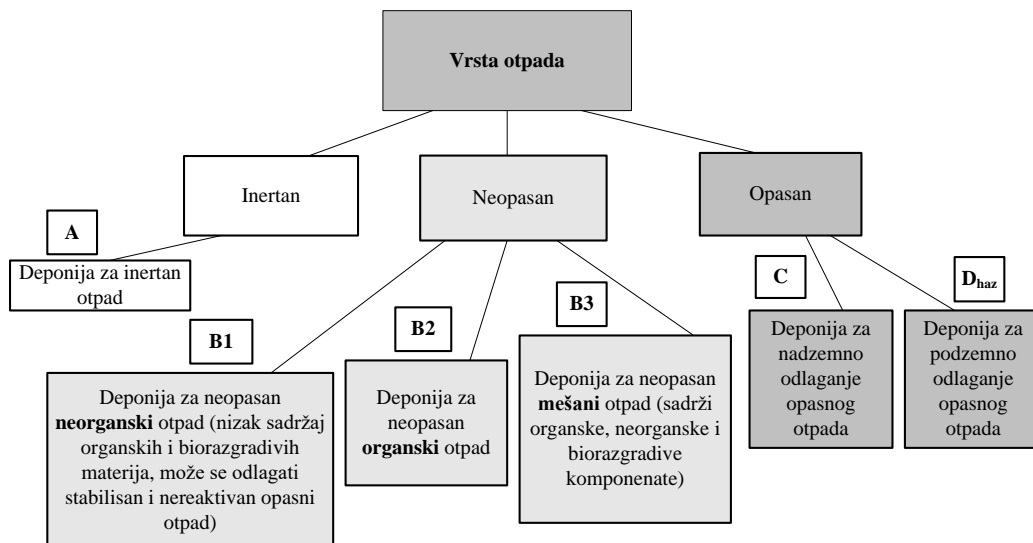 Vrsta otpada
Inertan
Neopasan
Opasan
A
Deponija za inertan
otpad
B1
Deponija za neopasan
neorganski otpad (nizak sadržaj
organskih i biorazgradivih
materija, može se odlagati
stabilisan i nereaktivan opasni
otpad)
B2
Deponija za
neopasan
organski otpad
B3
Deponija za neopasan
mešani otpad (sadrži
organske, neorganske i
biorazgradive
komponenate)
C
Deponija za
nadzemno
odlaganje
opasnog
otpada
Dhaz
Deponija za
podzemno
odlaganje
opasnog
otpada